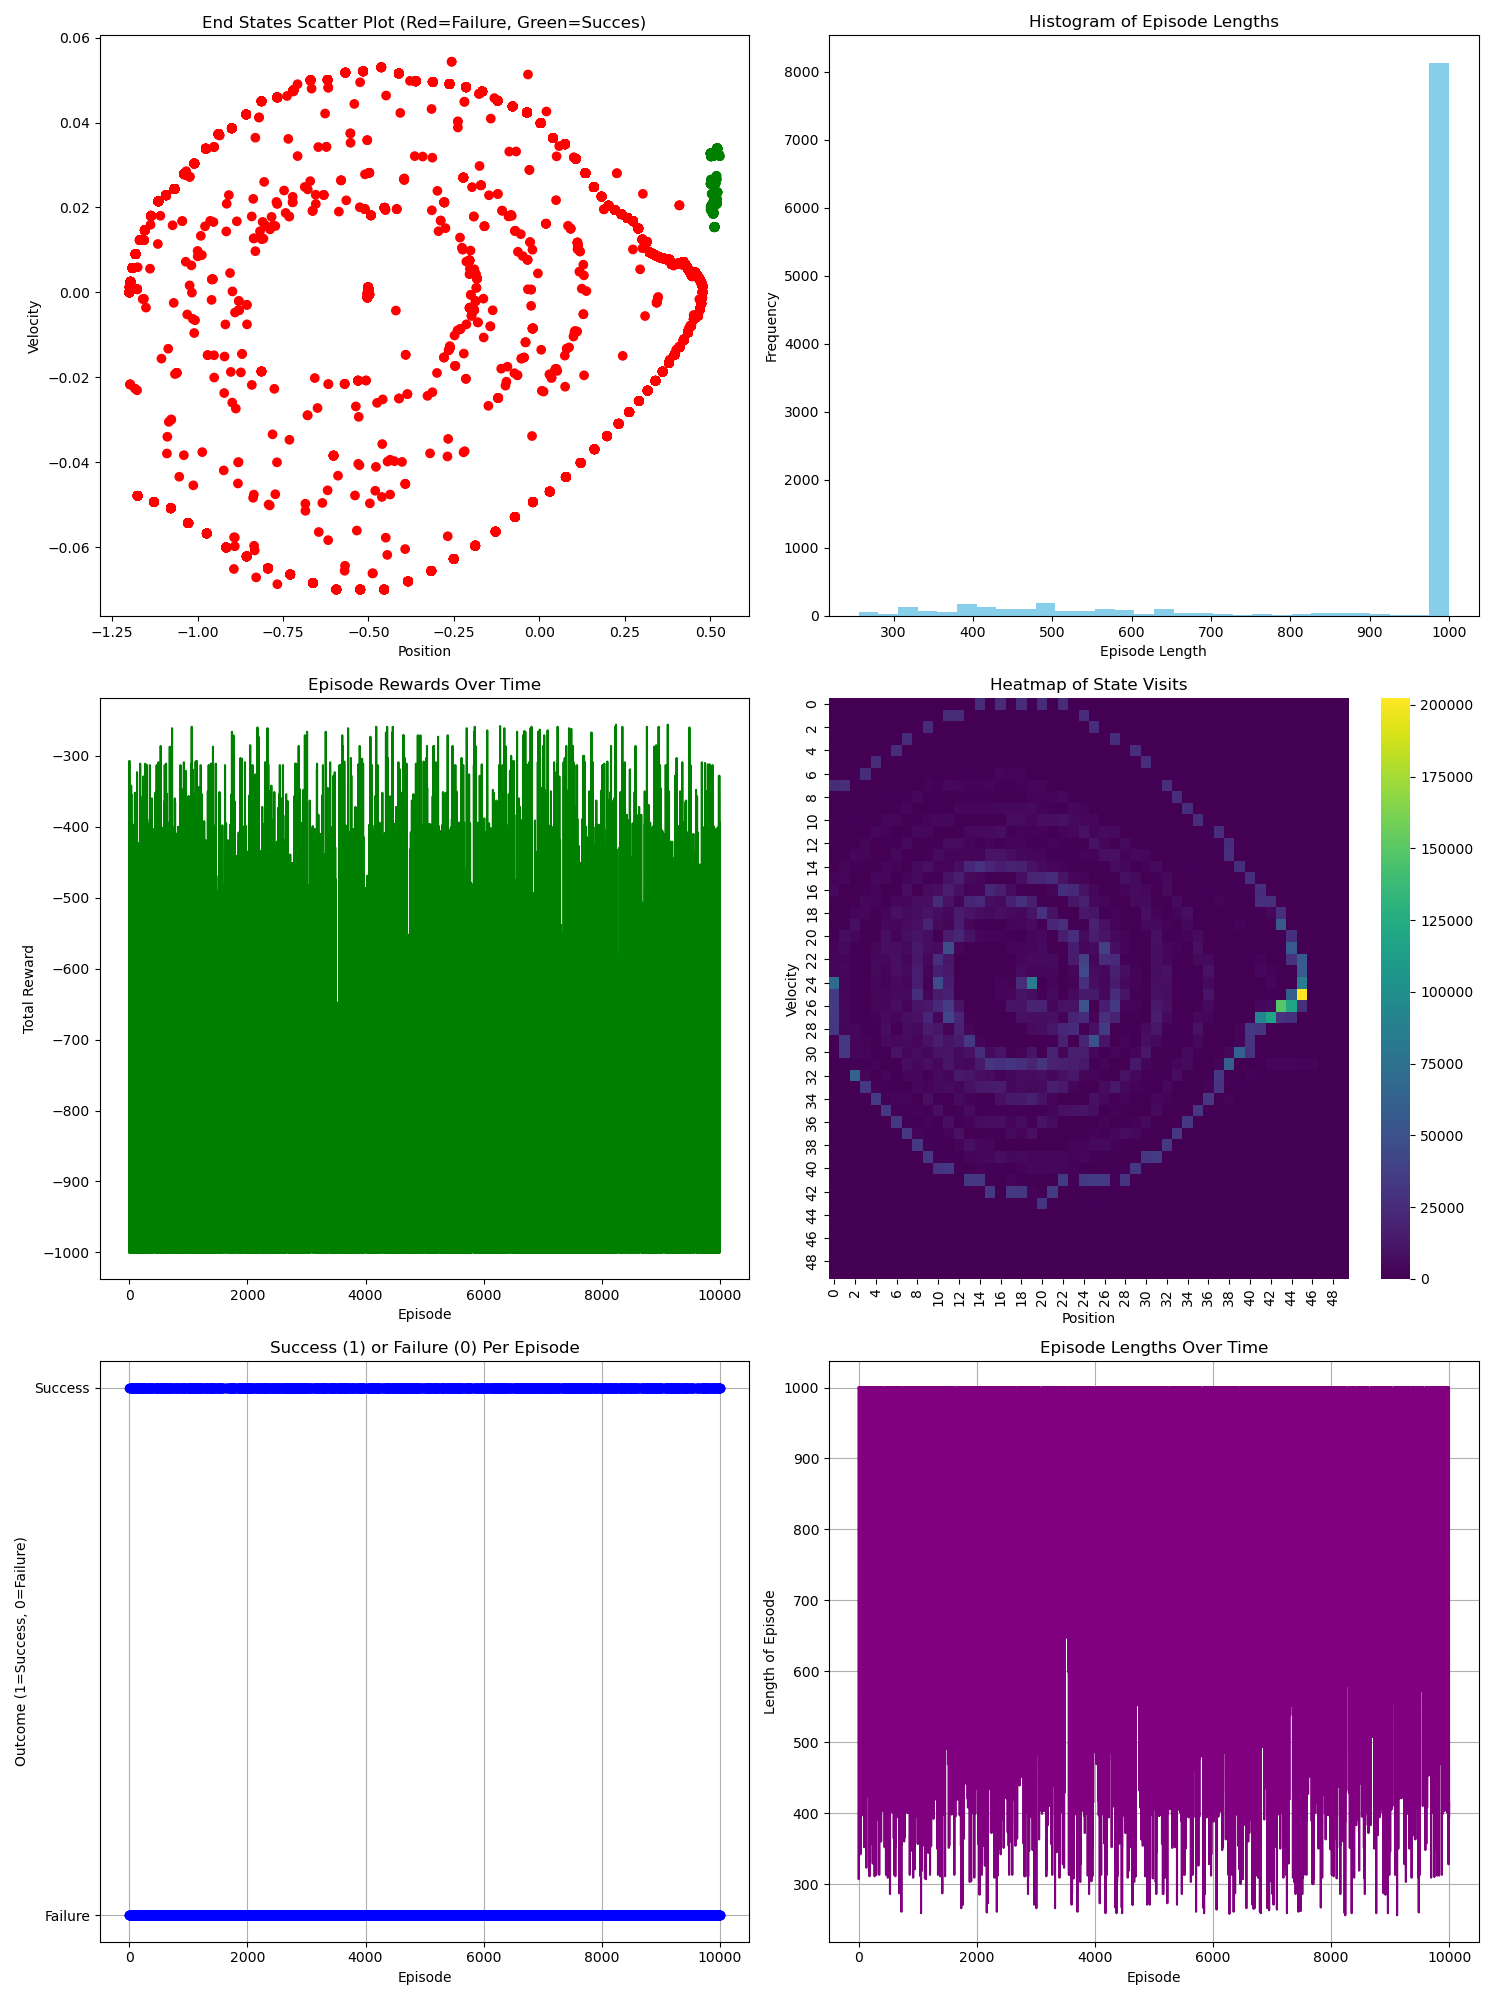 End States Scatter Plot (Red=Failure, Green=Succes)
0.06
0.04
0.02
0.00
−0.02
−0.04
−0.06
Velocity
−1.25 −1.00 −0.75 −0.50 −0.25 0.00 0.25 0.50
Position
Histogram of Episode Lengths
8000
7000
6000
5000
4000
3000
2000
1000
0
Frequency
300 400 500 600 700 800 900 1000
Episode Length
Episode Rewards Over Time
−300
−400
−500
−600
−700
−800
−900
−1000
Total Reward
0 2000 4000 6000 8000 10000
Episode
Heatmap of State Visits
0
2
4
6
8
10
12
14
16
18
20
22
24
26
28
30
32
34
36
38
40
42
44
46
48
Velocity
0 2 4 6 8 10 12 14 16 18 20 22 24 26 28 30 32 34 36 38 40 42 44 46 48
Position
200000
175000
150000
125000
100000
75000
50000
25000
0
Success (1) or Failure (0) Per Episode
Success
Failure
Outcome (1=Success, 0=Failure)
0 2000 4000 6000 8000 10000
Episode
Episode Lengths Over Time
1000
900
800
700
600
500
400
300
Length of Episode
0 2000 4000 6000 8000 10000
Episode